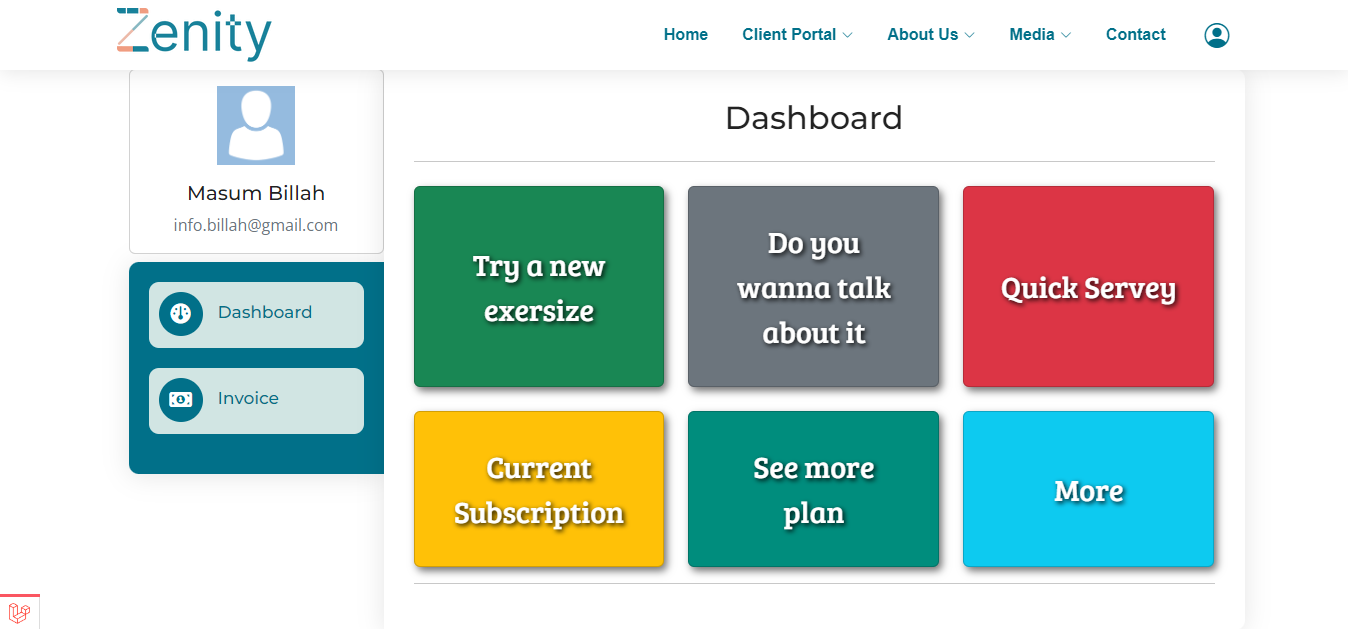 Zenity
Home Client Portal About Us Media Contact
Masum Billah
info.billah@gmail.com
Dashboard
Invoice
Dashboard
Try a new
exersize
Do you
wanna talk
about it
Quick Servey
Current
Subscription
See more
plan
More